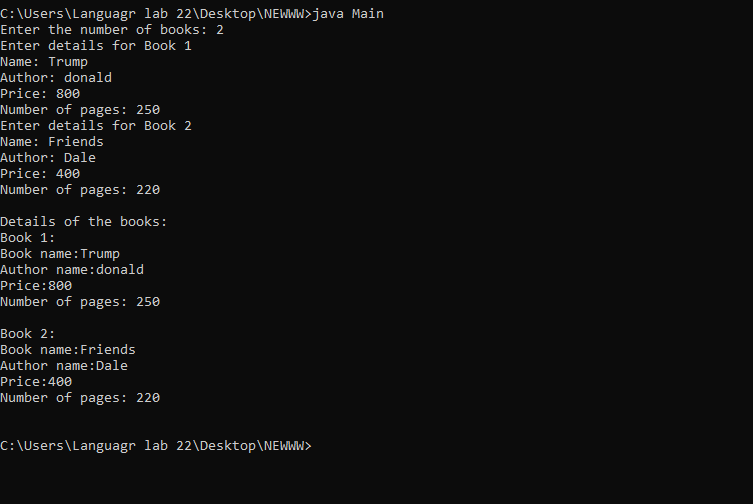 C:\Users\Languagr lab 22\Desktop\NEWWW>java Main
Enter the number of books: 2
Enter details for Book 1
Name: Trump
Author: donald
Price: 800
Number of pages: 250
Enter details for Book 2
Name: Friends
Author: Dale
Price: 400
Number of pages: 220
Details of the books:
Book 1:
Book name:Trump
Author name:donald
Price:800
Number of pages: 250
Book 2:
Book name:Friends
Author name:Dale
Price:400
Number of pages: 220
C:\Users\Languagr lab 22\Desktop\NEWWW>